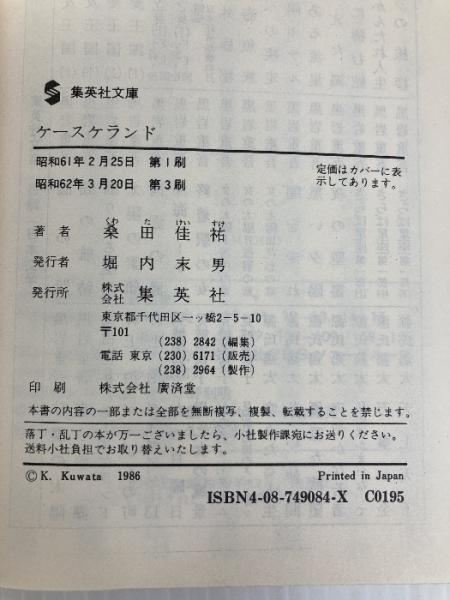 集英社文庫
ケースケランド
昭和61年2月25日 第1刷
昭和62年3月20日 第3刷
定価はカバーに表
示してあります。
くわ た けい すけ
著者 桑田佳祐
発行者 堀内末男
発行所 株式会社 集英社
東京都千代田区一ッ橋2-5-10
〒101
(238) 2842 (編集)
電話 東京 (230) 6171 (販売)
(238) 2964 (製作)
印刷 株式会社 廣済堂
本書の内容の一部または全部を無断複写、複製、転載することを禁じます。
落丁・乱丁の本が万一ございましたら、小社製作課宛にお送りください。
送料小社負担でお取り替えいたします。
©K. Kuwata 1986 Printed in Japan
ISBN4-08-749084-X C0195